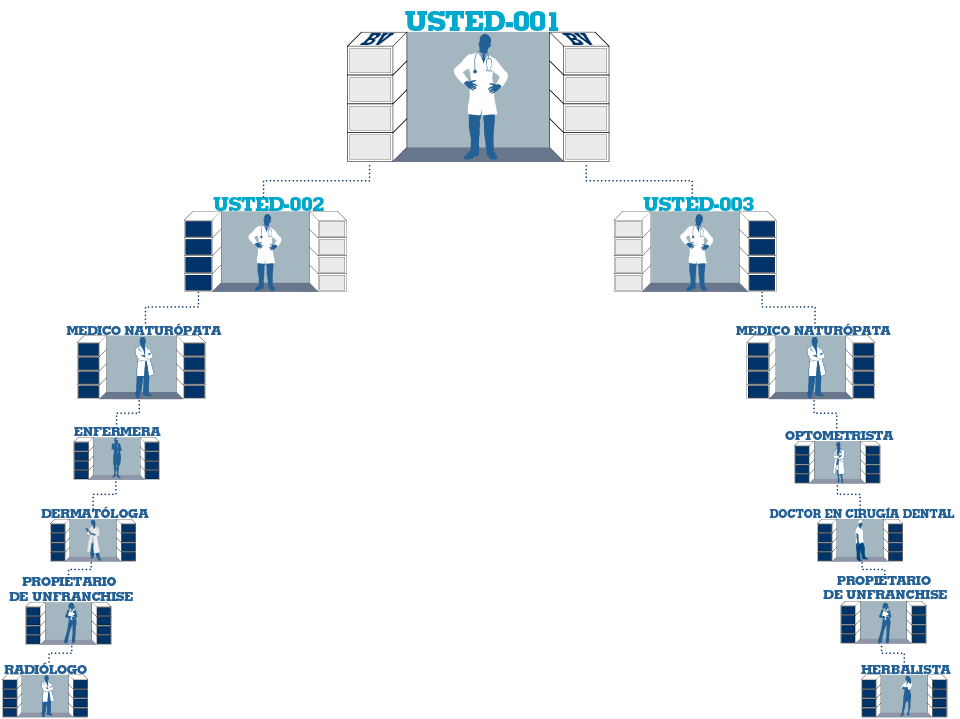 USTED-001
BV
BV
USTED-002
USTED-003
MEDICO NATURÓPATA
MEDICO NATURÓPATA
ENFERMERA
OPTOMETRISTA
DERMATÓLOGA
DOCTOR EN CIRUGÍA DENTAL
PROPIETARIO
DE UNFRANCHISE
PROPIETARIO
DE UNFRANCHISE
RADIÓLOGO
HERBALISTA